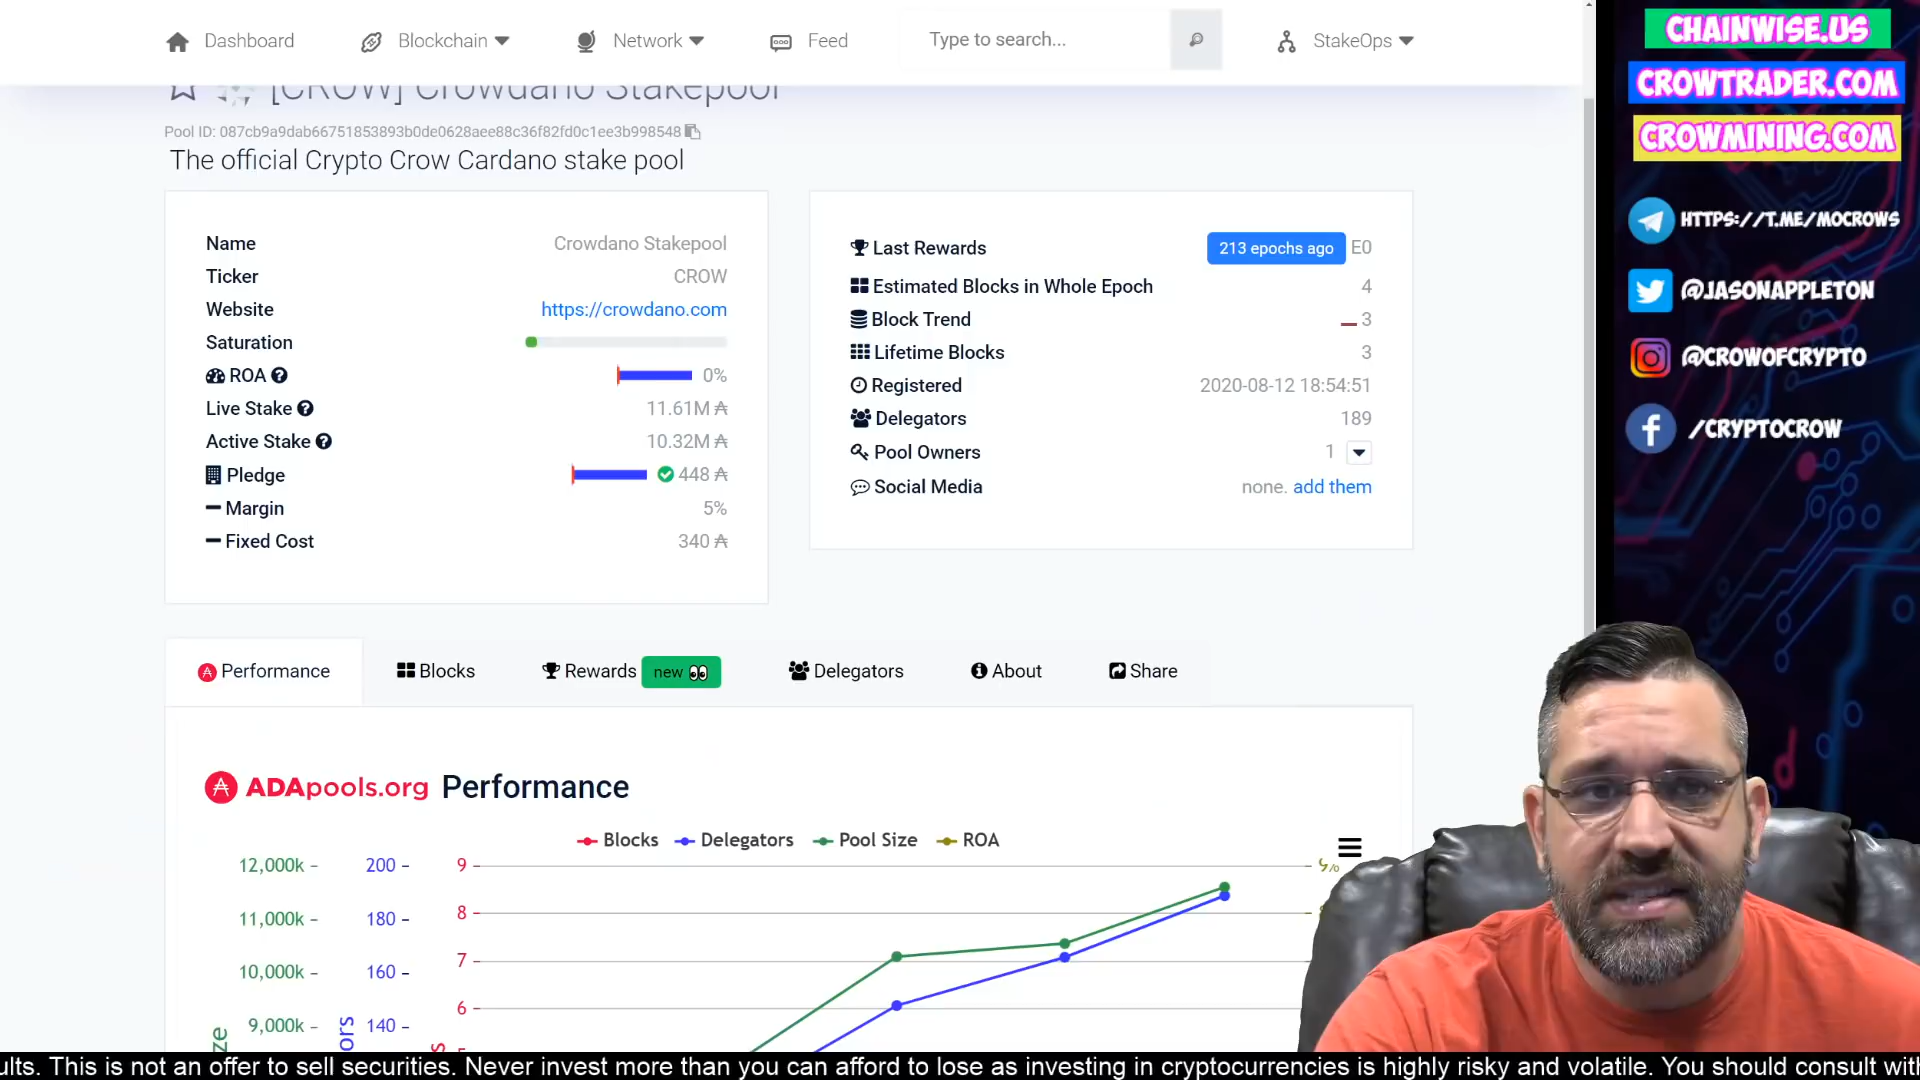 Dashboard
Blockchain
Network
Feed
Type to search...
StakeOps
[CROW] Crowdano Stakepool
Pool ID: 087cb9a9dab66751853893b0de0628aee88c36f82fd0c1ee3b998548
The official Crypto Crow Cardano stake pool
Name Crowdano Stakepool
Ticker CROW
Website https://crowdano.com
Saturation
ROA 0%
Live Stake 11.61M ₳
Active Stake 10.32M ₳
Pledge 448 ₳
Margin 5%
Fixed Cost 340 ₳
Last Rewards 213 epochs ago E0
Estimated Blocks in Whole Epoch 4
Block Trend 3
Lifetime Blocks 3
Registered 2020-08-12 18:54:51
Delegators 189
Pool Owners 1
Social Media none. add them
Performance
Blocks
Rewards new
Delegators
About
Share
ADApools.org Performance
Blocks Delegators Pool Size ROA
12,000k 200 9
11,000k 180 8
10,000k 160 7
6
9,000k 140
CHAINWISE.US
CROWTRADER.COM
CROWMINING.COM
HTTPS://T.ME/MOCROWS
@JASONAPPLETON
@CROWOFCRYPTO
/CRYPTOCROW
ults. This is not an offer to sell securities. Never invest more than you can afford to lose as investing in cryptocurrencies is highly risky and volatile. You should consult wit